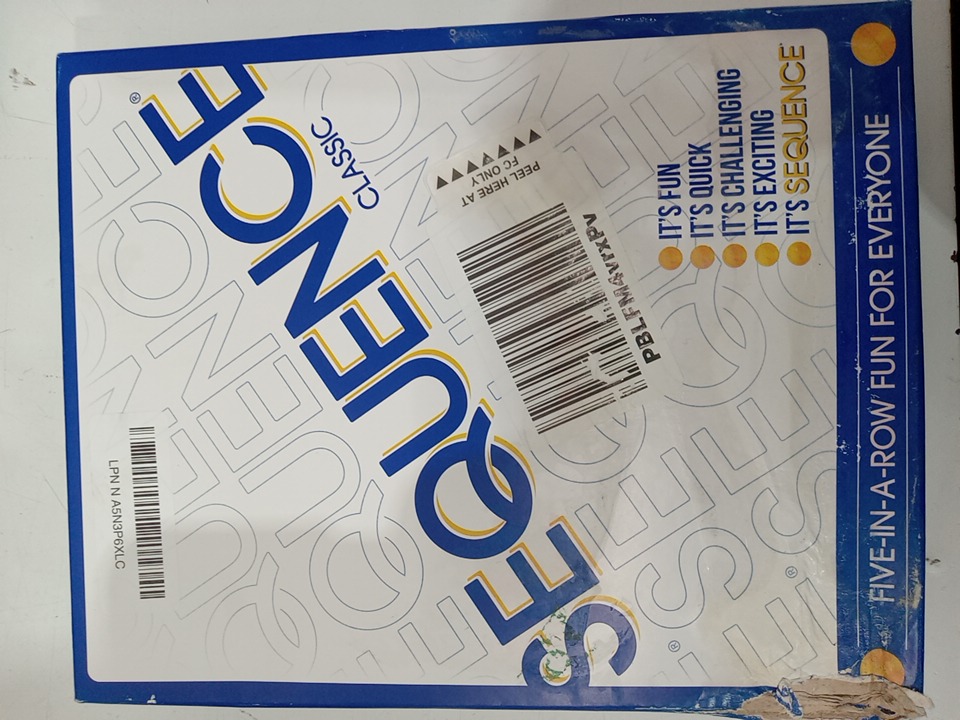 SEQUENCE®
CLASSIC
LPN N A5N3P6XLC
PEEL HERE AT
FC ONLY
PBLFM4vrxPv
IT'S FUN
IT'S QUICK
IT'S CHALLENGING
IT'S EXCITING
IT'S SEQUENCE
FIVE-IN-A-ROW FUN FOR EVERYONE